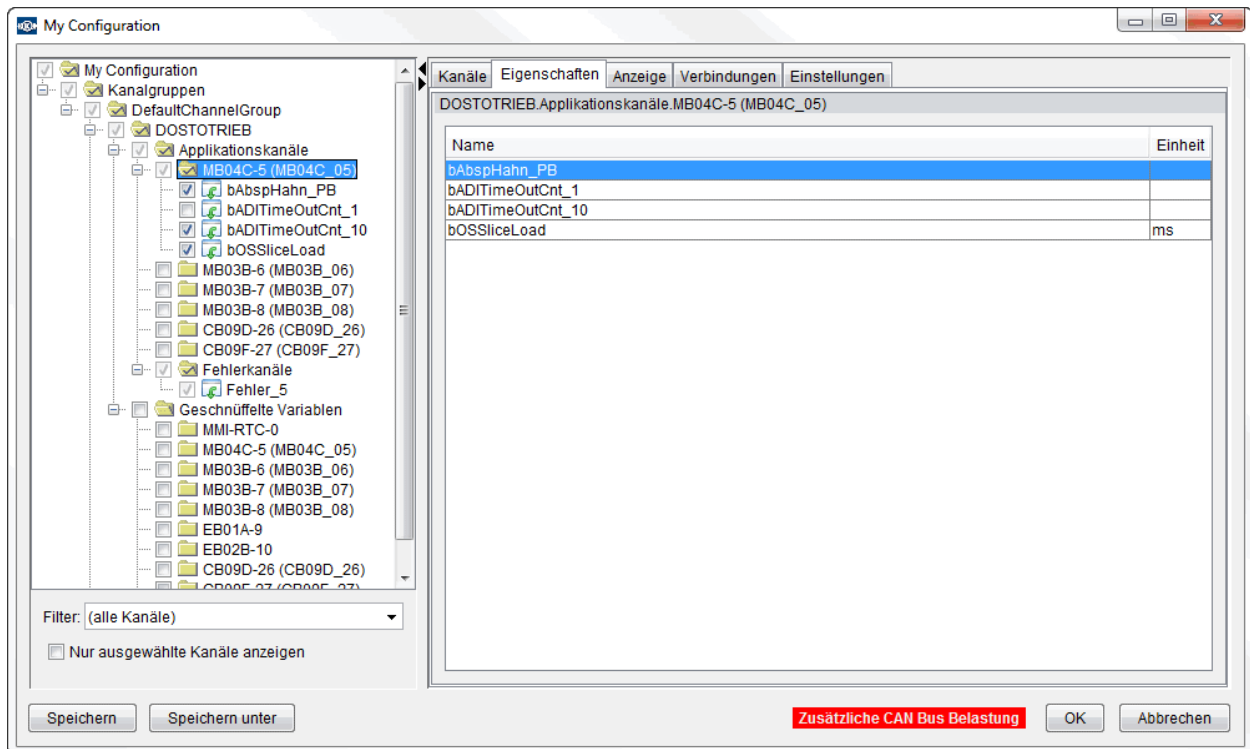 My Configuration
My Configuration
Kanalgruppen
DefaultChannelGroup
DOSTOTRIEB
Applikationskanäle
MB04C-5 (MB04C_05)
bAbspHahn_PB
bADITimeOutCnt_1
bADITimeOutCnt_10
bOSSliceLoad
MB03B-6 (MB03B_06)
MB03B-7 (MB03B_07)
MB03B-8 (MB03B_08)
CB09D-26 (CB09D_26)
CB09F-27 (CB09F_27)
Fehlerkanäle
Fehler_5
Geschnüffelte Variablen
MMI-RTC-0
MB04C-5 (MB04C_05)
MB03B-6 (MB03B_06)
MB03B-7 (MB03B_07)
MB03B-8 (MB03B_08)
EB01A-9
EB02B-10
CB09D-26 (CB09D_26)
CB09F-27 (CB09F_27)
Filter: (alle Kanäle)
Nur ausgewählte Kanäle anzeigen
Kanäle Eigenschaften Anzeige Verbindungen Einstellungen
DOSTOTRIEB.Applikationskanäle.MB04C-5 (MB04C_05)
Name Einheit
bAbspHahn_PB
bADITimeOutCnt_1
bADITimeOutCnt_10
bOSSliceLoad ms
Speichern Speichern unter Zusätzliche CAN Bus Belastung OK Abbrechen